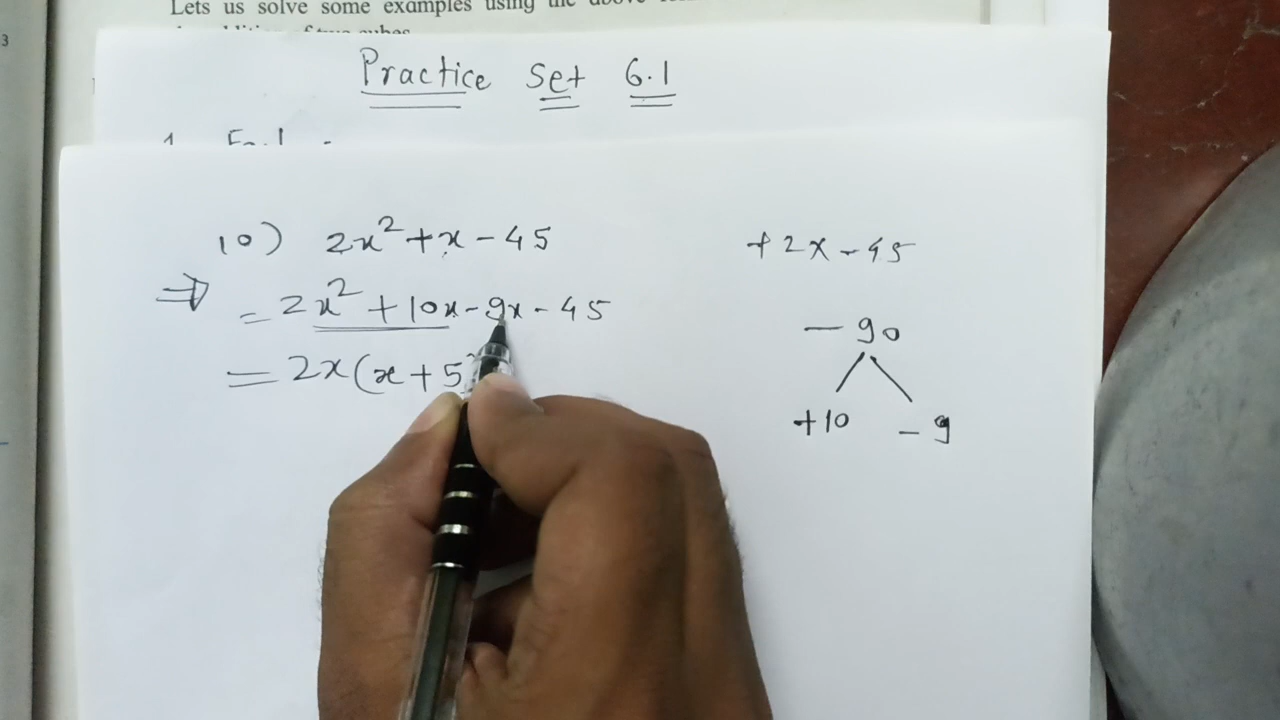 Lets us solve some examples using the above
3
Practice Set 6.1
10) 2x² + x - 45
+2x - 45
⇒ = 2x² + 10x - 9x - 45
- 90
= 2x(x + 5)
+10 - 9